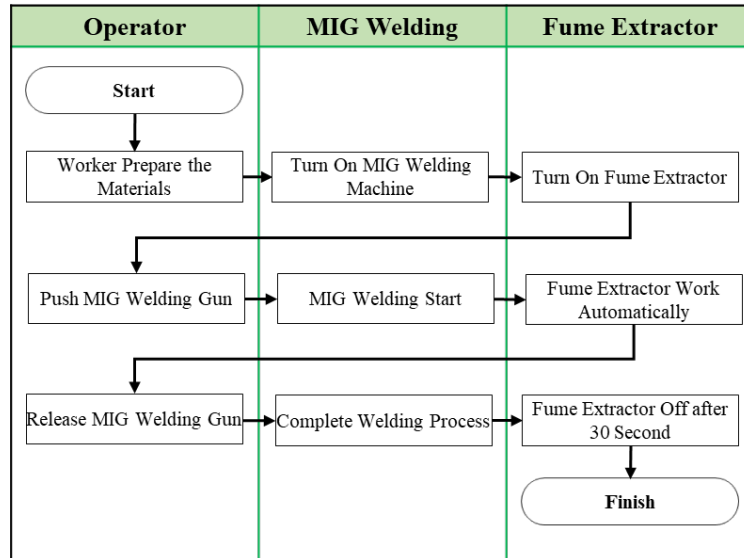 Operator
MIG Welding
Fume Extractor
Start
Worker Prepare the
Materials
Turn On MIG Welding
Machine
Turn On Fume Extractor
Push MIG Welding Gun
MIG Welding Start
Fume Extractor Work
Automatically
Release MIG Welding Gun
Complete Welding Process
Fume Extractor Off after
30 Second
Finish